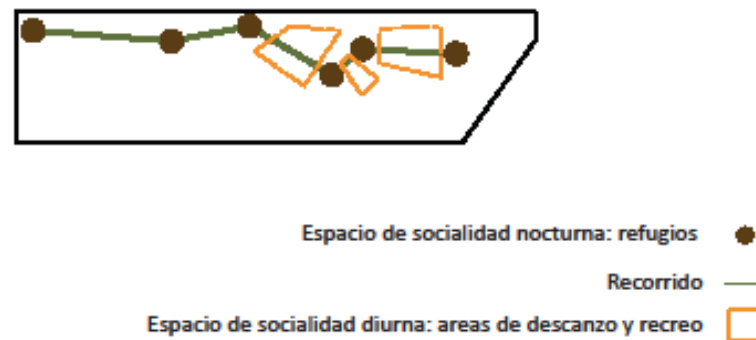 Espacio de socialidad nocturna: refugios
Recorrido
Espacio de socialidad diurna: areas de descanzo y recreo